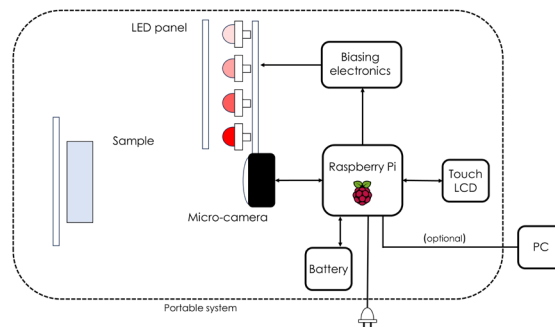 LED panel
Biasing
electronics
Sample
Raspberry Pi
Touch
LCD
Micro-camera
(optional)
PC
Battery
Portable system